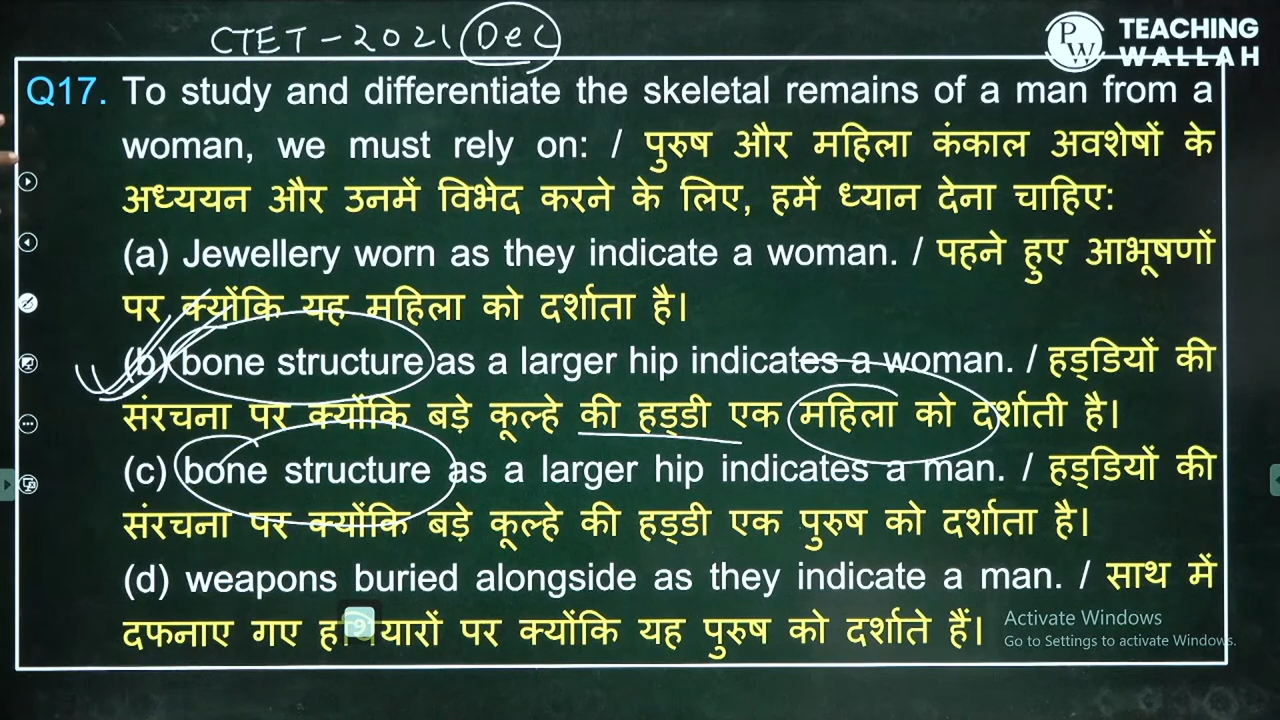 CTET - 2021 Dec
PW TEACHING
WALLAH
Q17. To study and differentiate the skeletal remains of a man from a
woman, we must rely on: / पुरुष और महिला कंकाल अवशेषों के
अध्ययन और उनमें विभेद करने के लिए, हमें ध्यान देना चाहिए:
(a) Jewellery worn as they indicate a woman. / पहने हुए आभूषणों
पर क्योंकि यह महिला को दर्शाता है।
(b) bone structure as a larger hip indicates a woman. / हड्डियों की
संरचना पर क्योंकि बड़े कूल्हे की हड्डी एक महिला को दर्शाती है।
(c) bone structure as a larger hip indicates a man. / हड्डियों की
संरचना पर क्योंकि बड़े कूल्हे की हड्डी एक पुरुष को दर्शाता है।
(d) weapons buried alongside as they indicate a man. / साथ में
दफनाए गए पर क्योंकि यह पुरुष को दर्शाते हैं।
Activate Windows
Go to Settings to activate Windows.